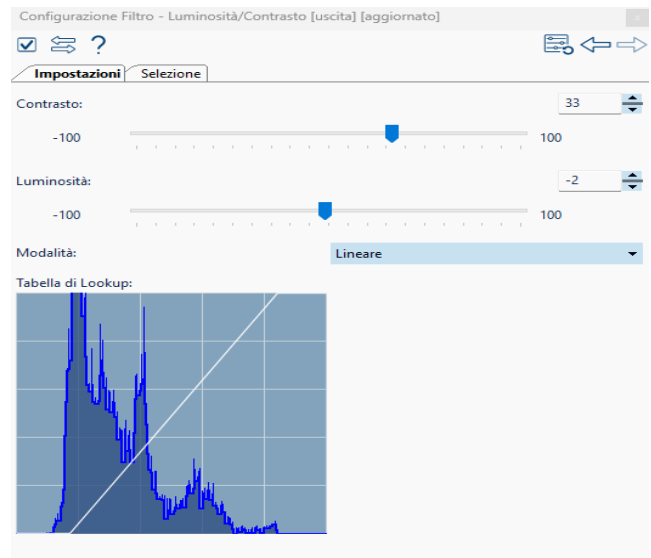 Configurazione Filtro - Luminosità/Contrasto [uscita] [aggiornato]
?
Impostazioni Selezione
Contrasto: 33
-100 100
Luminosità: -2
-100 100
Modalità: Lineare
Tabella di Lookup: